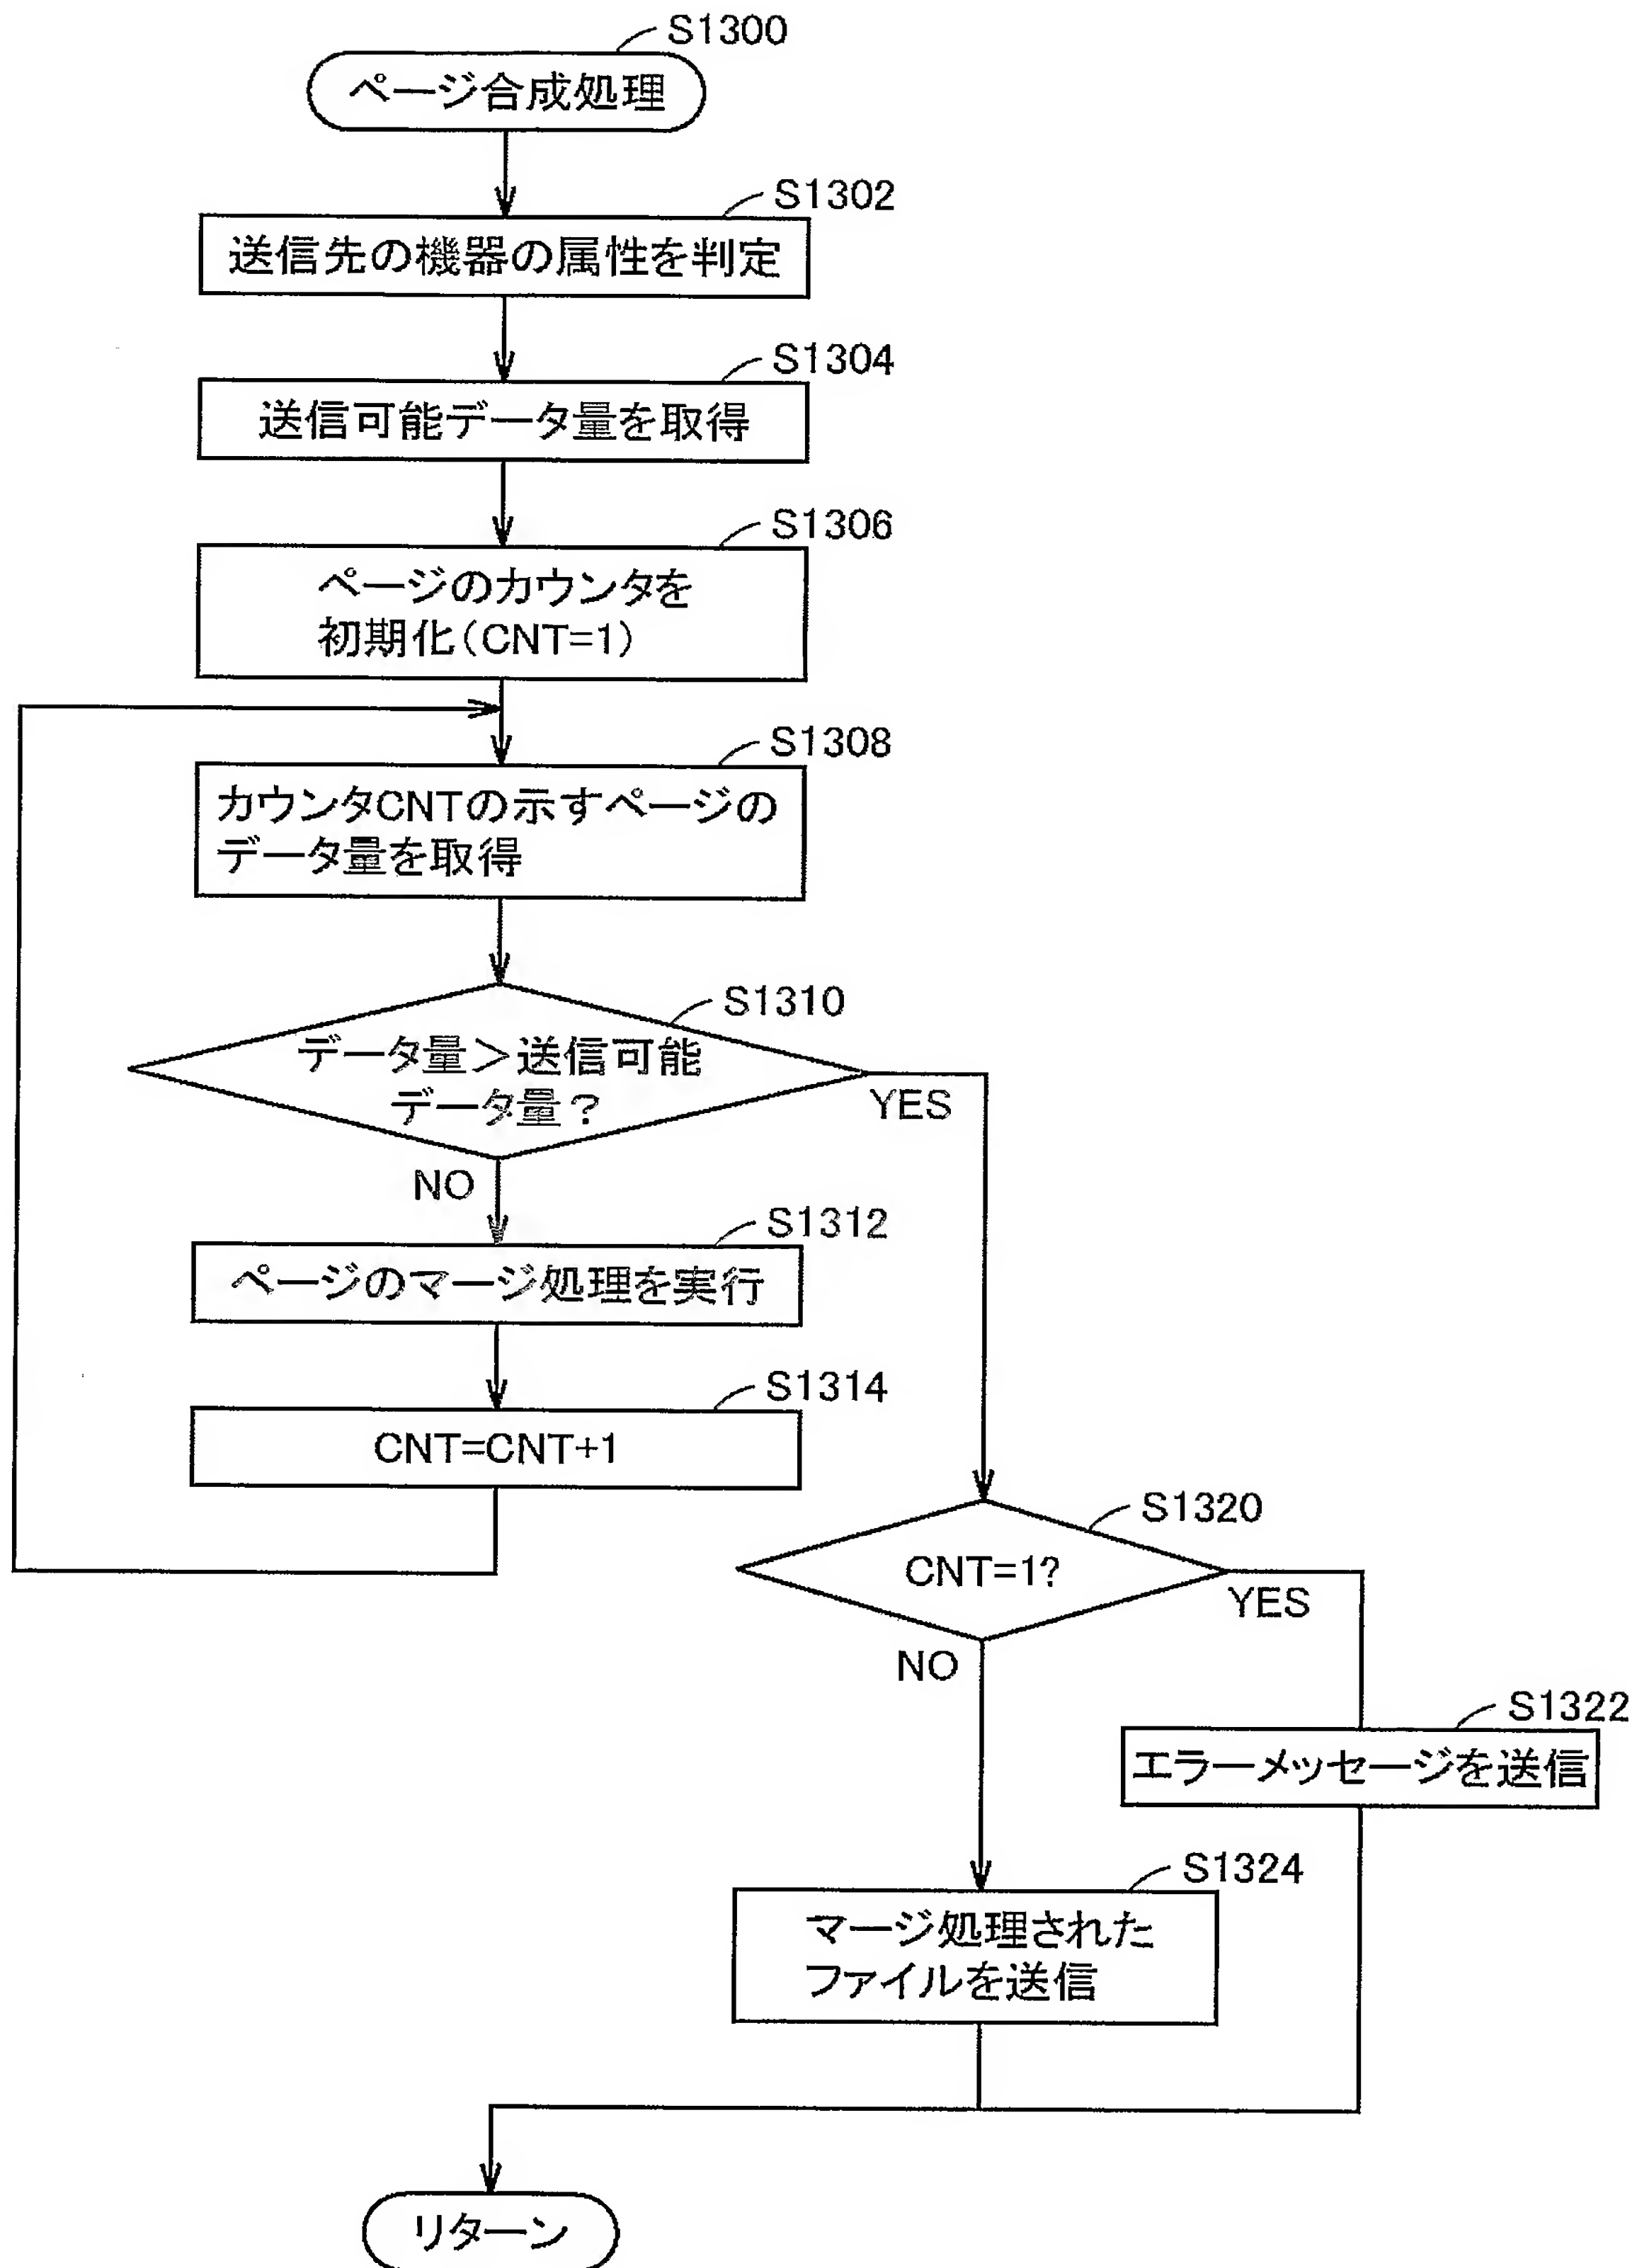 S1300
ページ合成処理
S1302
送信先の機器の属性を判定
S1304
送信可能データ量を取得
S1306
ページのカウンタを
初期化(CNT=1)
S1308
カウンタCNTの示すページの
データ量を取得
S1310
データ量>送信可能
データ量?
YES
NO
S1312
ページのマージ処理を実行
S1314
CNT=CNT+1
S1320
CNT=1?
YES
NO
S1322
エラーメッセージを送信
S1324
マージ処理された
ファイルを送信
リターン